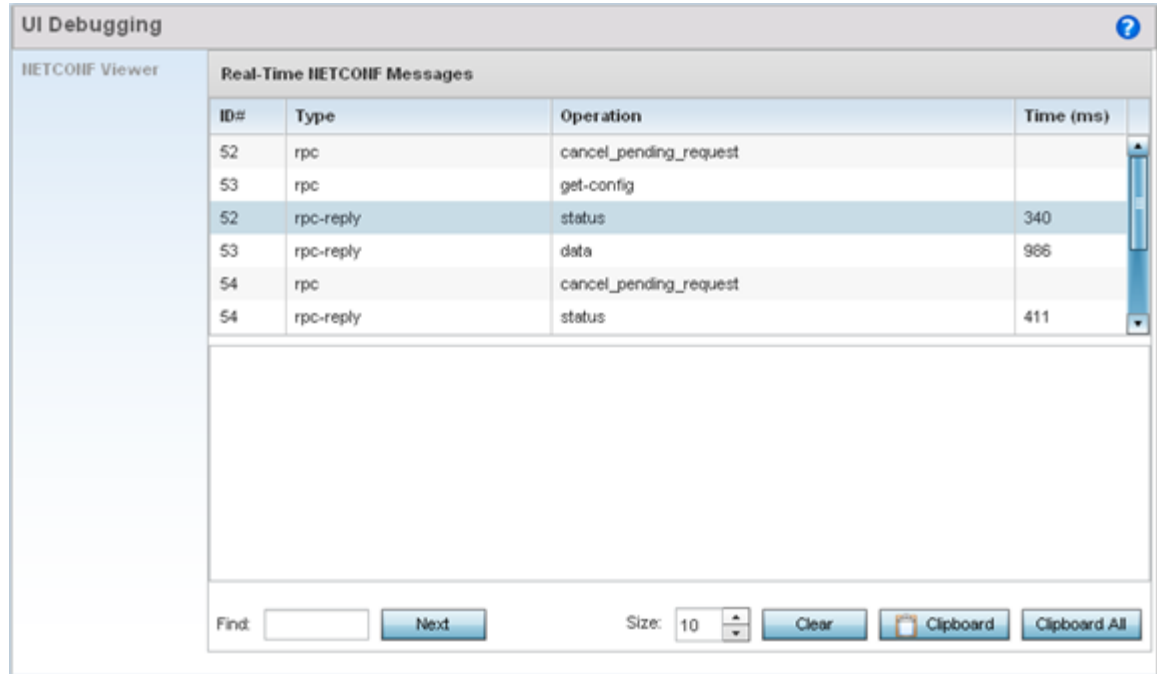 UI Debugging
?
NETCONF Viewer
Real-Time NETCONF Messages
ID# Type Operation Time (ms)
52 rpc cancel_pending_request
53 rpc get-config
52 rpc-reply status 340
53 rpc-reply data 986
54 rpc cancel_pending_request
54 rpc-reply status 411
Find: Next Size: 10 Clear Clipboard Clipboard All